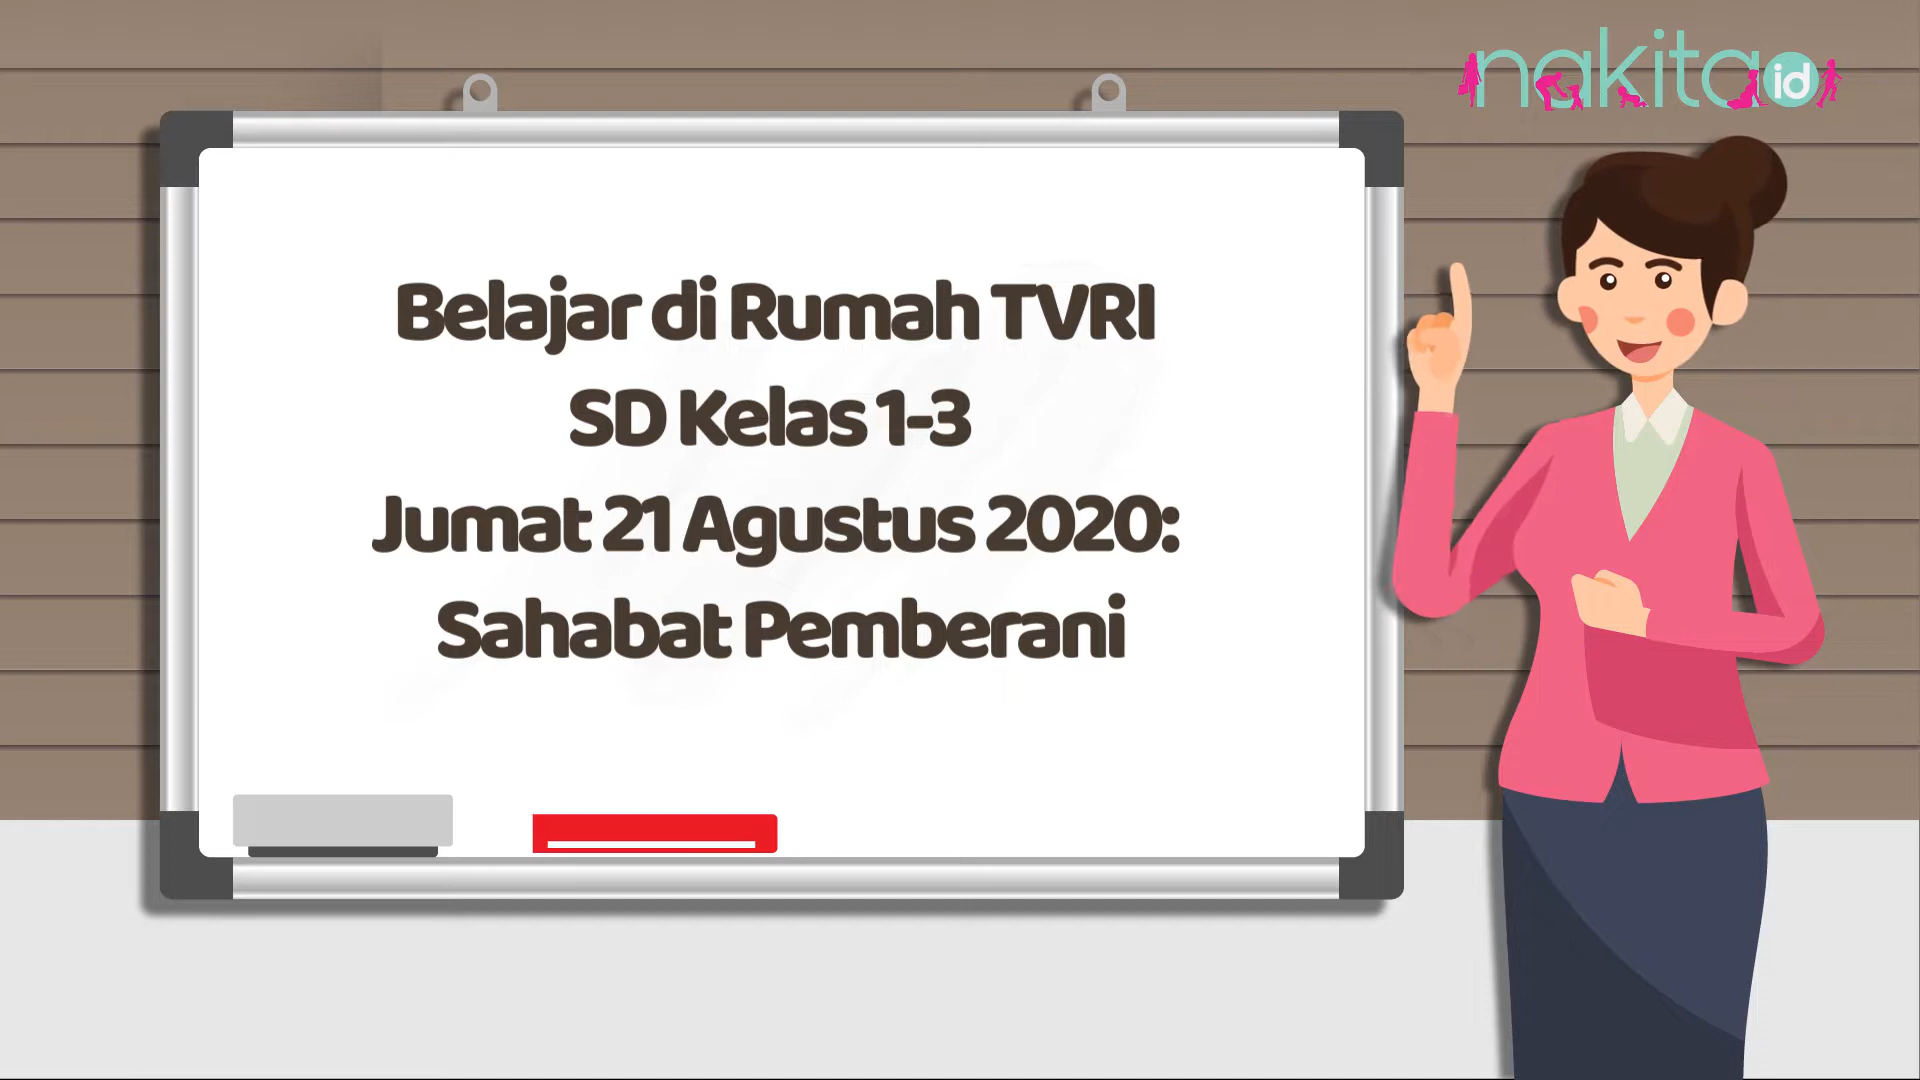 nakita id
Belajar di Rumah TVRI
SD Kelas 1-3
Jumat 21 Agustus 2020:
Sahabat Pemberani